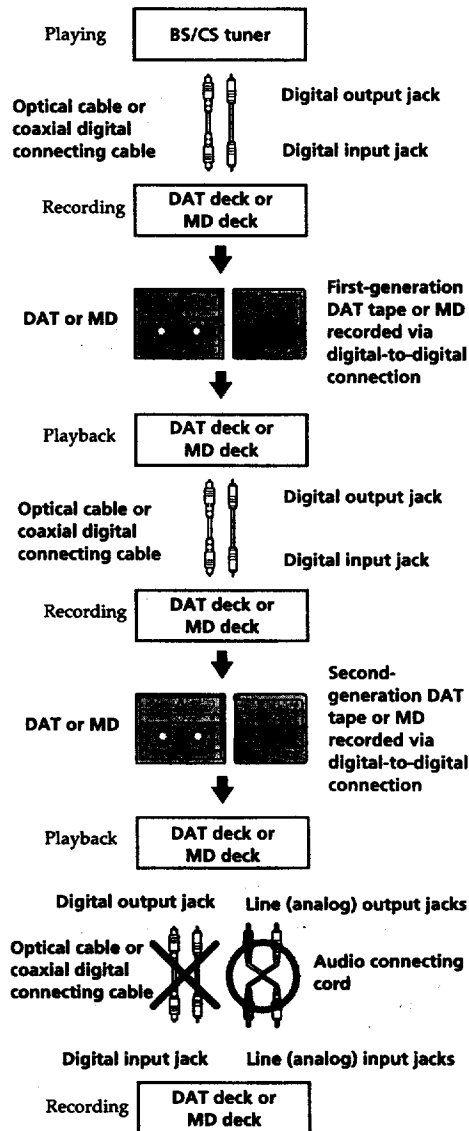 Playing
BS/CS tuner
Optical cable or
coaxial digital
connecting cable
Digital output jack
Digital input jack
Recording
DAT deck or
MD deck
DAT or MD
First-generation
DAT tape or MD
recorded via
digital-to-digital
connection
Playback
DAT deck or
MD deck
Optical cable or
coaxial digital
connecting cable
Digital output jack
Digital input jack
Recording
DAT deck or
MD deck
DAT or MD
Second-
generation DAT
tape or MD
recorded via
digital-to-digital
connection
Playback
DAT deck or
MD deck
Digital output jack
Line (analog) output jacks
Optical cable or
coaxial digital
connecting cable
Audio connecting
cord
Digital input jack
Line (analog) input jacks
Recording
DAT deck or
MD deck